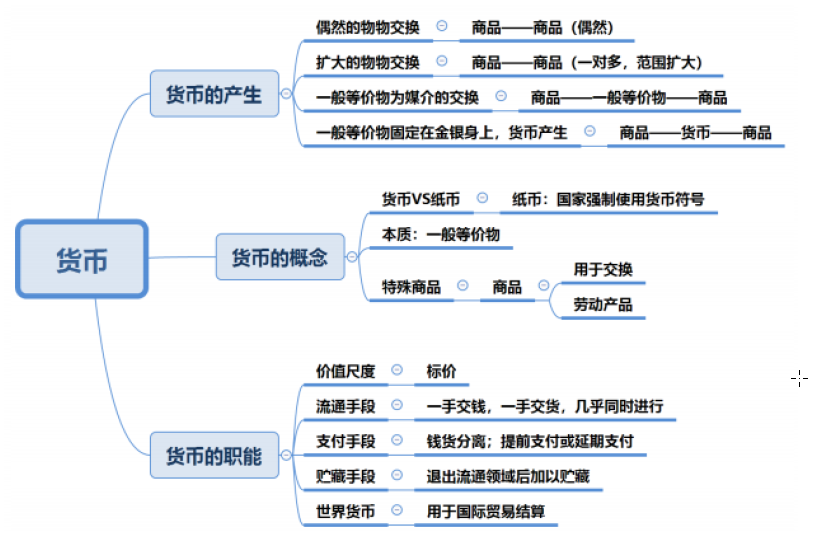 货币
货币的产生
偶然的物物交换
商品——商品（偶然）
扩大的物物交换
商品——商品（一对多，范围扩大）
一般等价物为媒介的交换
商品——一般等价物——商品
一般等价物固定在金银身上，货币产生
商品——货币——商品
货币的概念
货币VS纸币
纸币：国家强制使用货币符号
本质：一般等价物
特殊商品
商品
用于交换
劳动产品
货币的职能
价值尺度
标价
流通手段
一手交钱，一手交货，几乎同时进行
支付手段
钱货分离；提前支付或延期支付
贮藏手段
退出流通领域后加以贮藏
世界货币
用于国际贸易结算